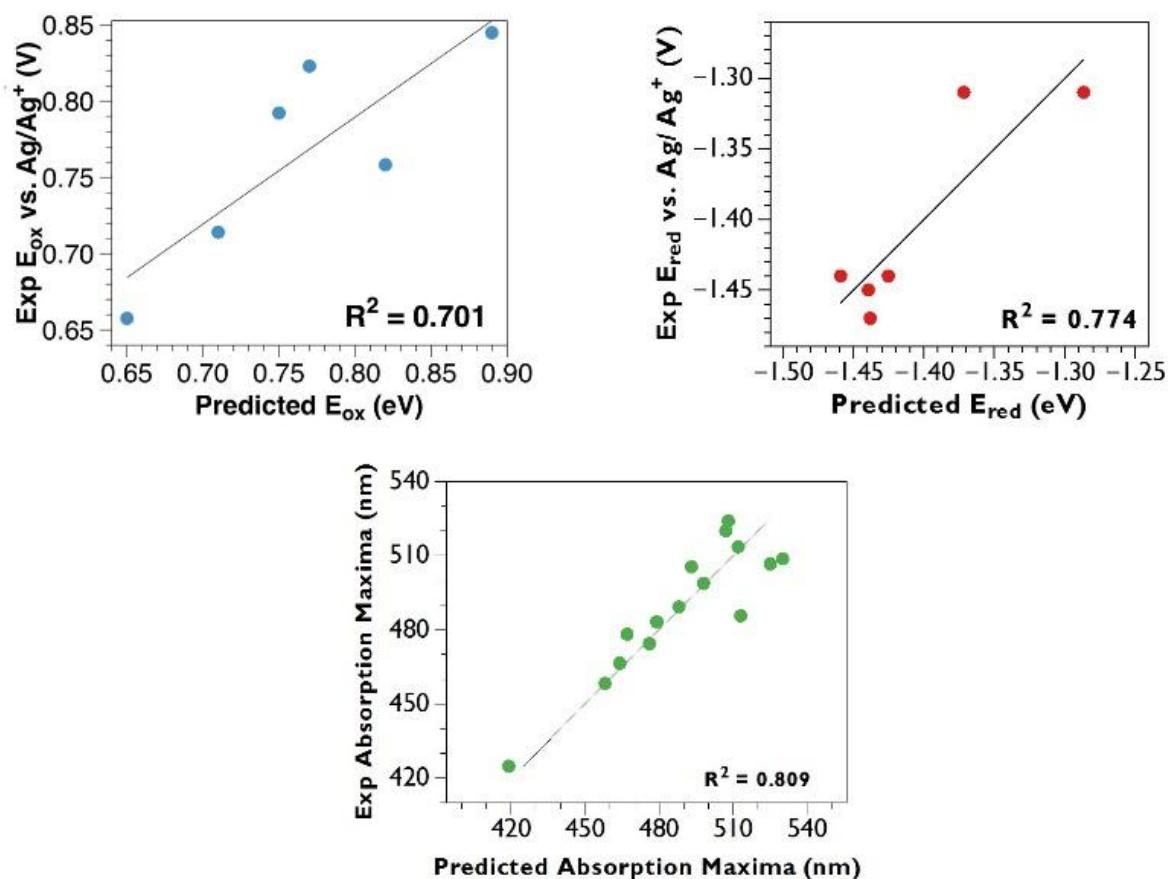 Exp E_ox vs. Ag/Ag⁺ (V)
0.85
0.80
0.75
0.70
0.65
R² = 0.701
0.65 0.70 0.75 0.80 0.85 0.90
Predicted E_ox (eV)
Exp E_red vs. Ag/Ag⁺ (V)
−1.30
−1.35
−1.40
−1.45
R² = 0.774
−1.50 −1.45 −1.40 −1.35 −1.30 −1.25
Predicted E_red (eV)
Exp Absorption Maxima (nm)
540
510
480
450
420
R² = 0.809
420 450 480 510 540
Predicted Absorption Maxima (nm)